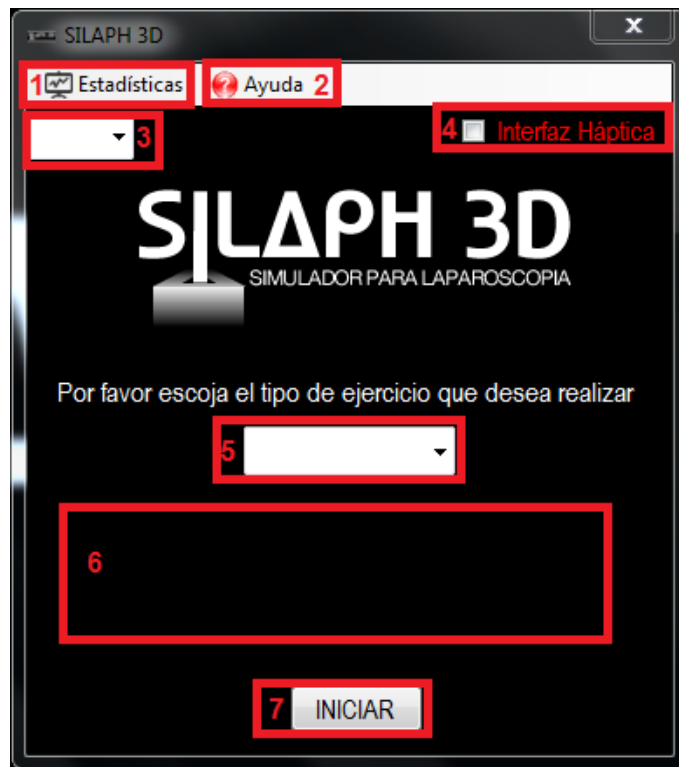 SILAPH 3D
x
1 Estadísticas ? Ayuda 2
3
4 Interfaz Háptica
SILAPH 3D
SIMULADOR PARA LAPAROSCOPIA
Por favor escoja el tipo de ejercicio que desea realizar
5
6
7 INICIAR